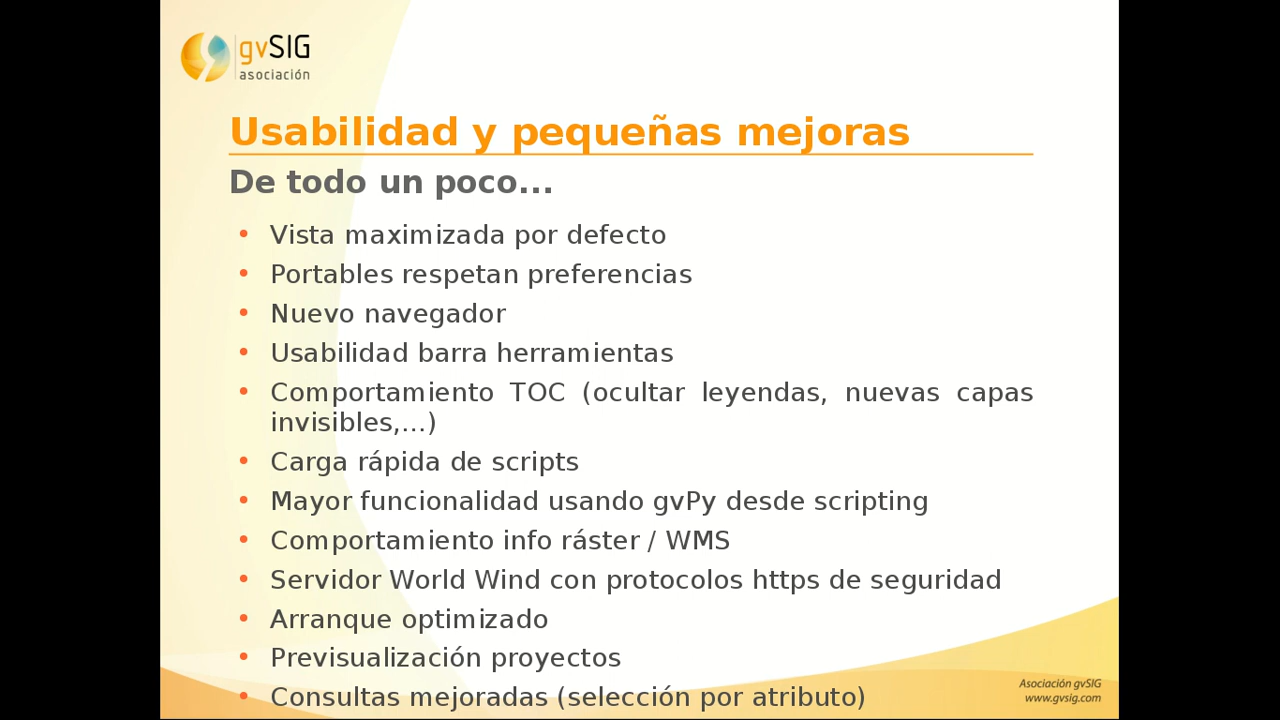 gvSIG
asociación
Usabilidad y pequeñas mejoras
De todo un poco...
• Vista maximizada por defecto
• Portables respetan preferencias
• Nuevo navegador
• Usabilidad barra herramientas
• Comportamiento TOC (ocultar leyendas, nuevas capas
invisibles,...)
• Carga rápida de scripts
• Mayor funcionalidad usando gvPy desde scripting
• Comportamiento info ráster / WMS
• Servidor World Wind con protocolos https de seguridad
• Arranque optimizado
• Previsualización proyectos
• Consultas mejoradas (selección por atributo)
Asociación gvSIG
www.gvsig.com